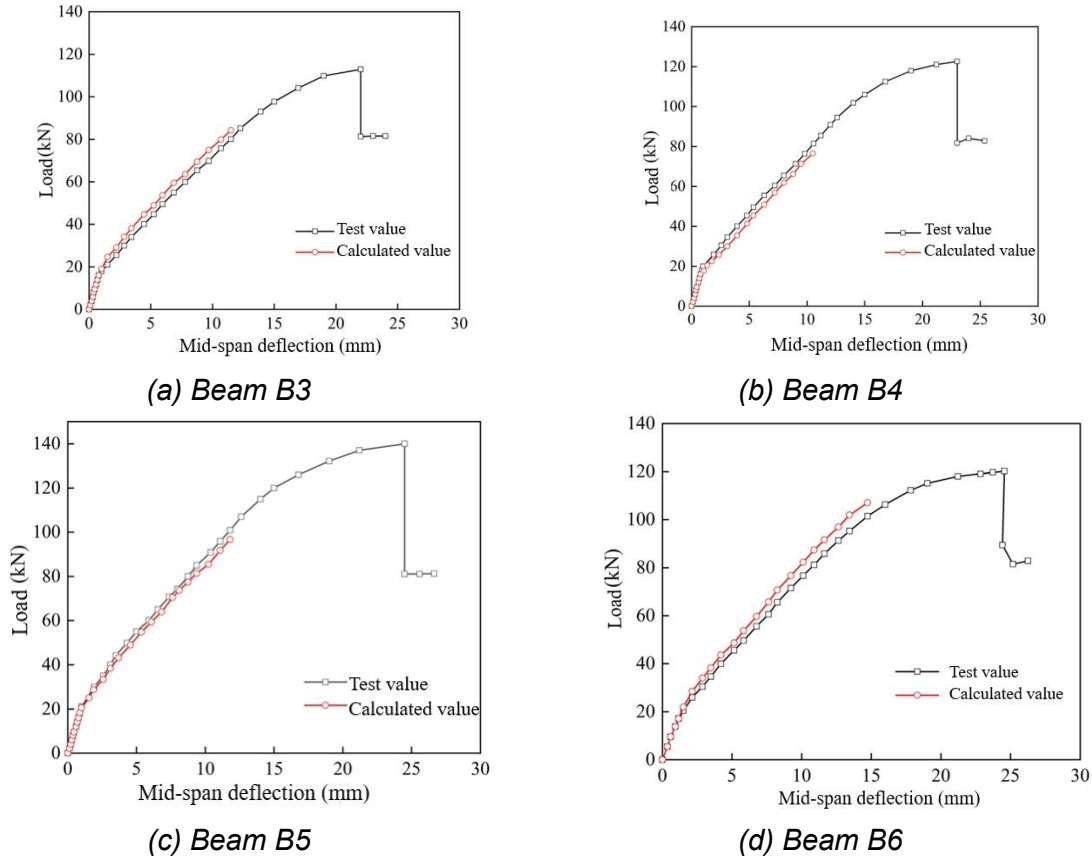 140
120
100
80
60
40
20
0
Load(kN)
0 5 10 15 20 25 30
Mid-span deflection (mm)
Test value
Calculated value
(a) Beam B3
140
120
100
80
60
40
20
0
Load (kN)
0 5 10 15 20 25 30
Mid-span deflection (mm)
Test value
Calculated value
(b) Beam B4
140
120
100
80
60
40
20
0
Load (kN)
0 5 10 15 20 25 30
Mid-span deflection (mm)
Test value
Calculated value
(c) Beam B5
140
120
100
80
60
40
20
0
Load(kN)
0 5 10 15 20 25 30
Mid-span deflection (mm)
Test value
Calculated value
(d) Beam B6